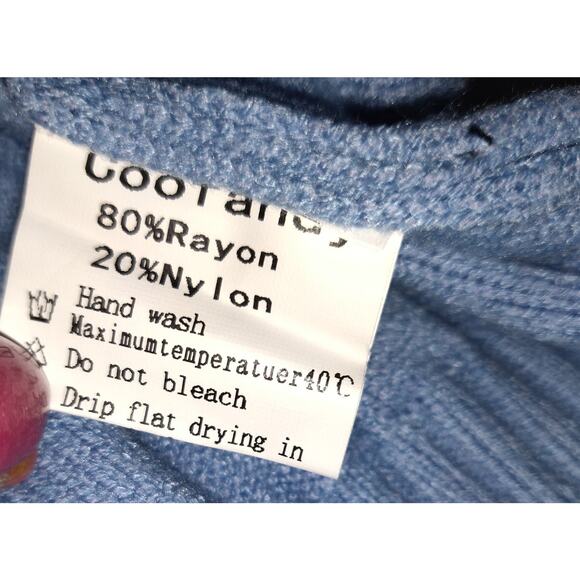 80%Rayon
20%Nylon
Hand wash
Maximumtemperatuer40℃
Do not bleach
Drip flat drying in